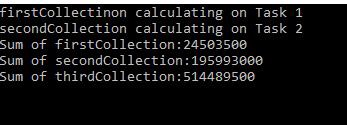 firstCollectinon calculating on Task 1
secondCollection calculating on Task 2
Sum of firstCollection:24503500
Sum of secondCollection:195993000
Sum of thirdCollection:514489500